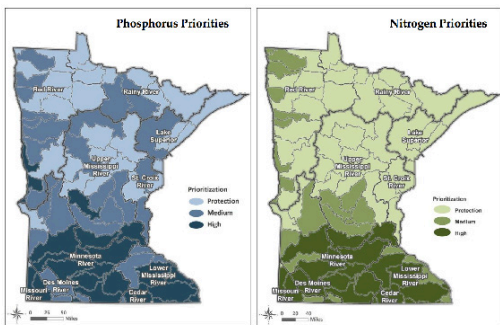 Phosphorus Priorities
Red River
Rainy River
Lake
Superior
Upper
Mississippi
River
St. Croix
River
Prioritization
Protection
Medium
High
Minnesota
River
Des Moines
River
Missouri
River
Lower
Mississippi
River
Cedar
River
Miles
Nitrogen Priorities
Red River
Rainy River
Lake
Superior
Upper
Mississippi
River
St. Croix
River
Prioritization
Protection
Medium
High
Minnesota
River
Des Moines
River
Missouri
River
Lower
Mississippi
River
Cedar
River
Miles